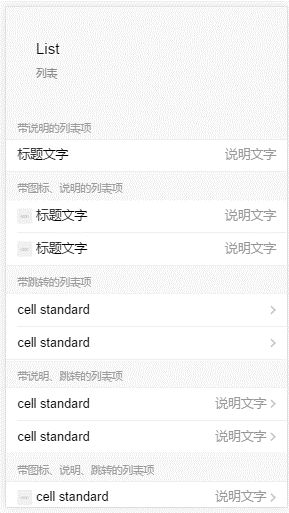 List
列表
带说明的列表项
标题文字 说明文字
带图标、说明的列表项
标题文字 说明文字
标题文字 说明文字
带跳转的列表项
cell standard
cell standard
带说明、跳转的列表项
cell standard 说明文字
cell standard 说明文字
带图标、说明、跳转的列表项
cell standard 说明文字